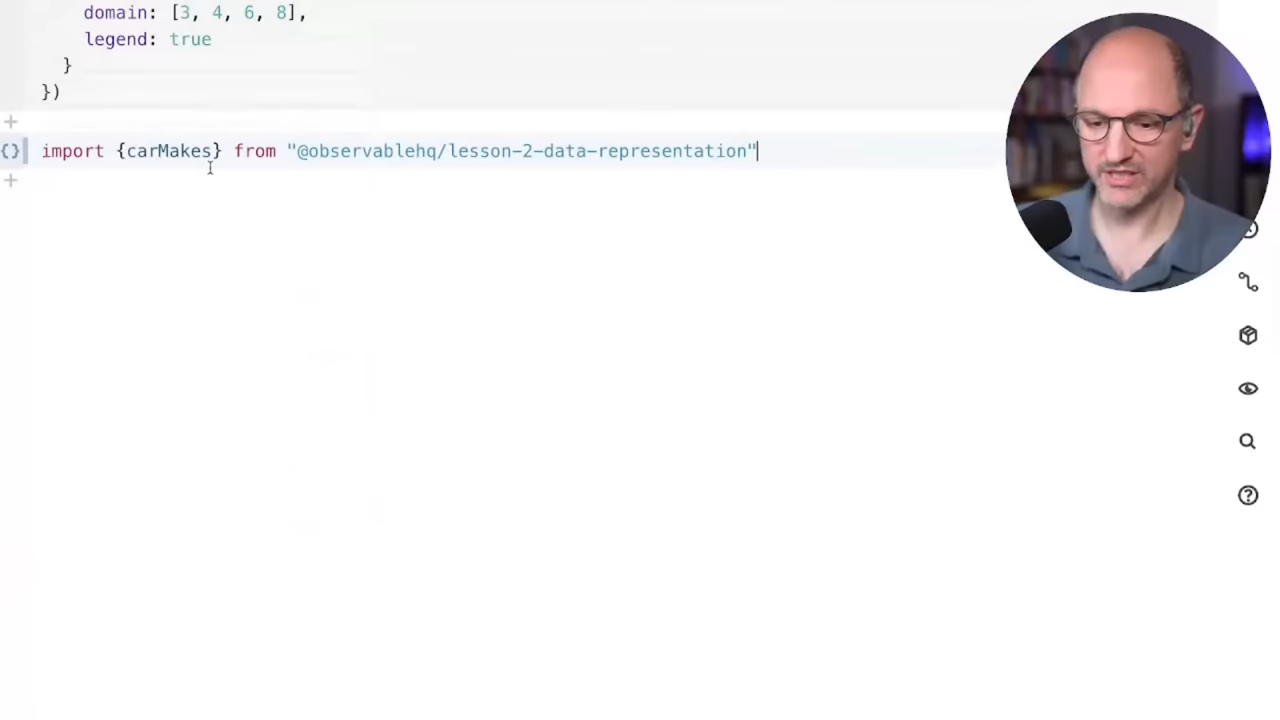 domain: [3, 4, 6, 8],
legend: true
}
})
import {carMakes} from "@observablehq/lesson-2-data-representation"